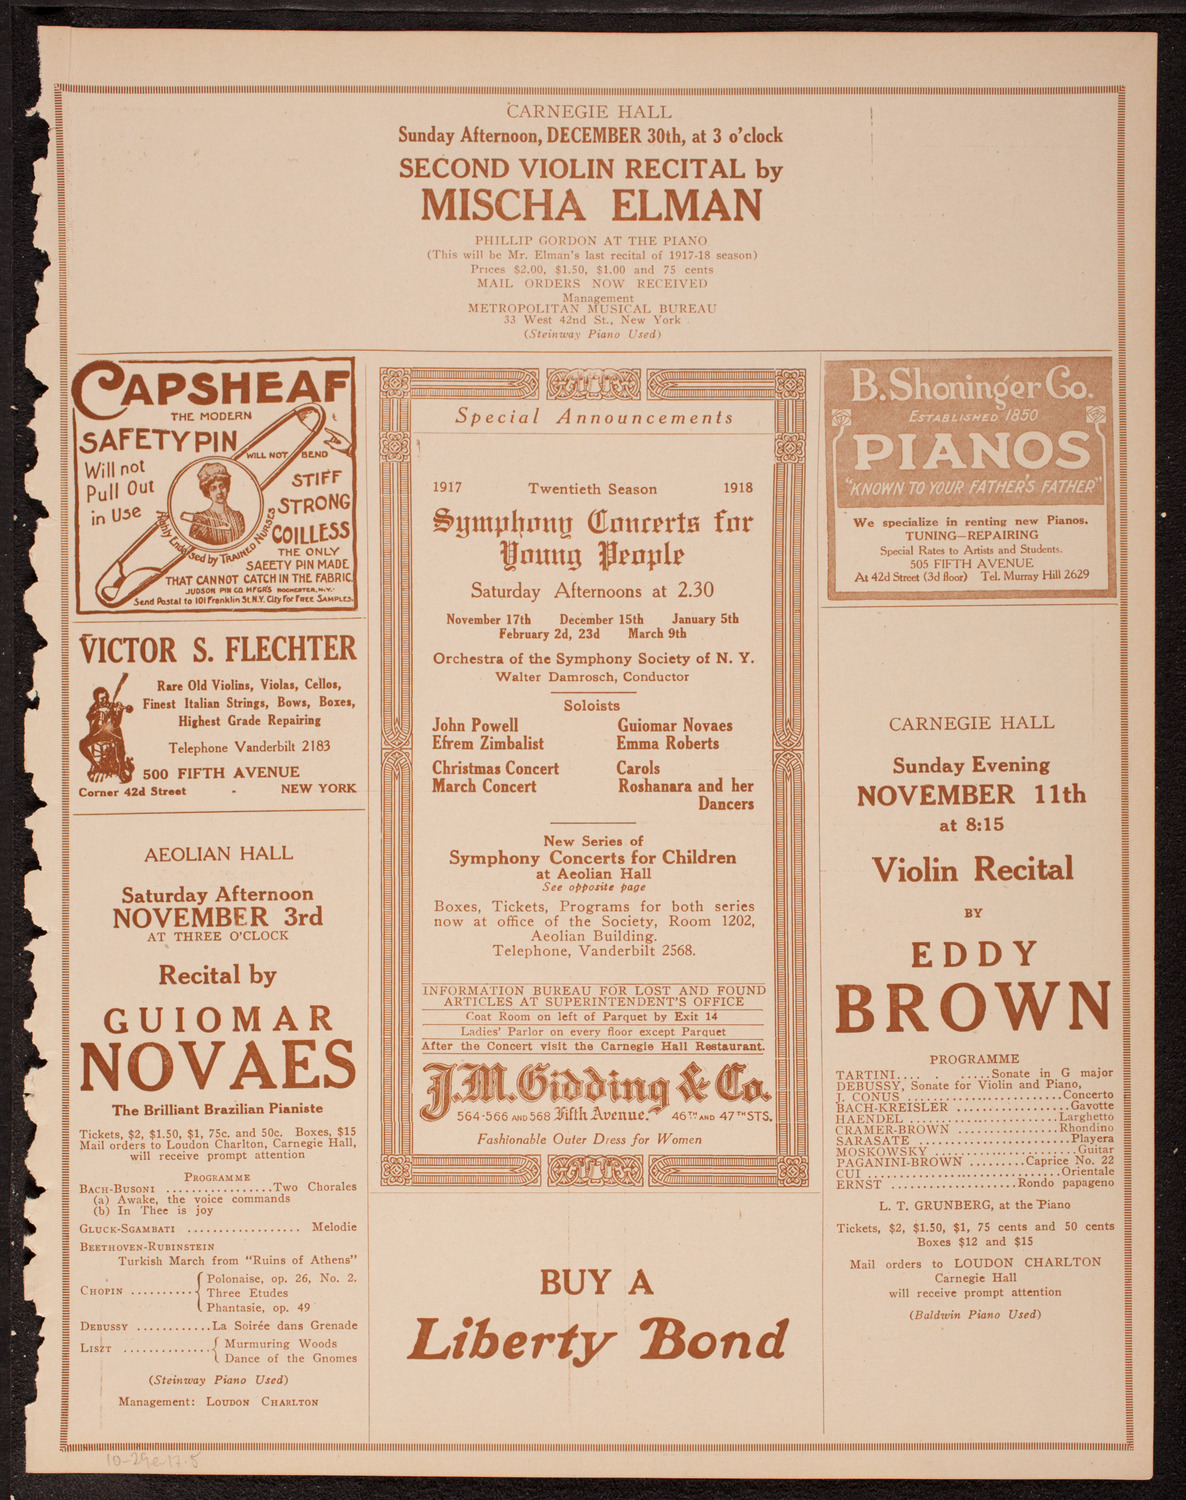 CARNEGIE HALL
Sunday Afternoon, DECEMBER 30th, at 3 o'clock
SECOND VIOLIN RECITAL by
MISCHA ELMAN
PHILLIP GORDON AT THE PIANO
(This will be Mr. Elman's last recital of 1917-18 season)
Prices $2.00, $1.50, $1.00 and 75 cents
MAIL ORDERS NOW RECEIVED
Management
METROPOLITAN MUSICAL BUREAU
33 West 42nd St., New York
(Steinway Piano Used)
CAPSHEAF
THE MODERN
SAFETY PIN
WILL NOT BEND
Will not
Pull Out
in Use
STIFF
STRONG
COILLESS
Highly Endorsed by TRAINED NURSES
THE ONLY
SAFETY PIN MADE
THAT CANNOT CATCH IN THE FABRIC
JUDSON PIN CO. MFGRS ROCHESTER, N.Y.
Send Postal to 101 Franklin St. N.Y. City for FREE SAMPLES.
VICTOR S. FLECHTER
Rare Old Violins, Violas, Cellos,
Finest Italian Strings, Bows, Boxes,
Highest Grade Repairing
Telephone Vanderbilt 2183
500 FIFTH AVENUE
Corner 42d Street - NEW YORK
AEOLIAN HALL
Saturday Afternoon
NOVEMBER 3rd
AT THREE O'CLOCK
Recital by
GUIOMAR
NOVAES
The Brilliant Brazilian Pianiste
Tickets, $2, $1.50, $1, 75c. and 50c. Boxes, $15
Mail orders to Loudon Charlton, Carnegie Hall,
will receive prompt attention
PROGRAMME
BACH-BUSONI ................Two Chorales
(a) Awake, the voice commands
(b) In Thee is joy
GLUCK-SGAMBATI ................. Melodie
BEETHOVEN-RUBINSTEIN
Turkish March from "Ruins of Athens"
CHOPIN .......... Polonaise, op. 26, No. 2.
Three Etudes
Phantasie, op. 49
DEBUSSY ............La Soirée dans Grenade
LISZT ............. Murmuring Woods
Dance of the Gnomes
(Steinway Piano Used)
Management: LOUDON CHARLTON
Special Announcements
1917 Twentieth Season 1918
Symphony Concerts for
Young People
Saturday Afternoons at 2.30
November 17th December 15th January 5th
February 2d, 23d March 9th
Orchestra of the Symphony Society of N. Y.
Walter Damrosch, Conductor
Soloists
John Powell Guiomar Novaes
Efrem Zimbalist Emma Roberts
Christmas Concert Carols
March Concert Roshanara and her
Dancers
New Series of
Symphony Concerts for Children
at Aeolian Hall
See opposite page
Boxes, Tickets, Programs for both series
now at office of the Society, Room 1202,
Aeolian Building.
Telephone, Vanderbilt 2568.
INFORMATION BUREAU FOR LOST AND FOUND
ARTICLES AT SUPERINTENDENT'S OFFICE
Coat Room on left of Parquet by Exit 14
Ladies' Parlor on every floor except Parquet
After the Concert visit the Carnegie Hall Restaurant.
J.M. Gidding & Co.
564-566 AND 568 Fifth Avenue. 46TH AND 47TH STS.
Fashionable Outer Dress for Women
BUY A
Liberty Bond
B. Shoninger Co.
ESTABLISHED 1850
PIANOS
"KNOWN TO YOUR FATHER'S FATHER"
We specialize in renting new Pianos.
TUNING—REPAIRING
Special Rates to Artists and Students.
505 FIFTH AVENUE
At 42d Street (3d floor) Tel. Murray Hill 2629
CARNEGIE HALL
Sunday Evening
NOVEMBER 11th
at 8:15
Violin Recital
BY
EDDY
BROWN
PROGRAMME
TARTINI.... . .....Sonate in G major
DEBUSSY, Sonate for Violin and Piano,
J. CONUS ..........................Concerto
BACH-KREISLER ...................Gavotte
HAENDEL .........................Larghetto
CRAMER-BROWN .................Rhondino
SARASATE ..........................Playera
MOSKOWSKY ........................Guitar
PAGANINI-BROWN .........Caprice No. 22
CUI .................................Orientale
ERNST .....................Rondo papageno
L. T. GRUNBERG, at the Piano
Tickets, $2, $1.50, $1, 75 cents and 50 cents
Boxes $12 and $15
Mail orders to LOUDON CHARLTON
Carnegie Hall
will receive prompt attention
(Baldwin Piano Used)
10-29e-17-5